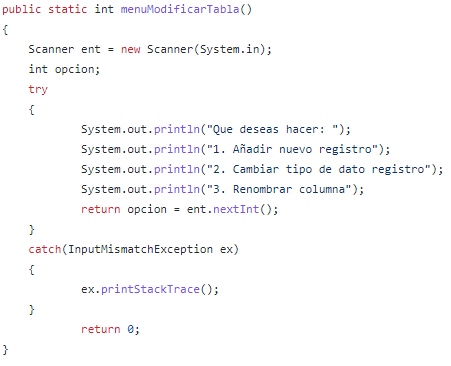 public static int menuModificarTabla()
{
    Scanner ent = new Scanner(System.in);
    int opcion;
    try
    {
            System.out.println("Que deseas hacer: ");
            System.out.println("1. Añadir nuevo registro");
            System.out.println("2. Cambiar tipo de dato registro");
            System.out.println("3. Renombrar columna");
            return opcion = ent.nextInt();
    }
    catch(InputMismatchException ex)
    {
            ex.printStackTrace();
    }
            return 0;
}